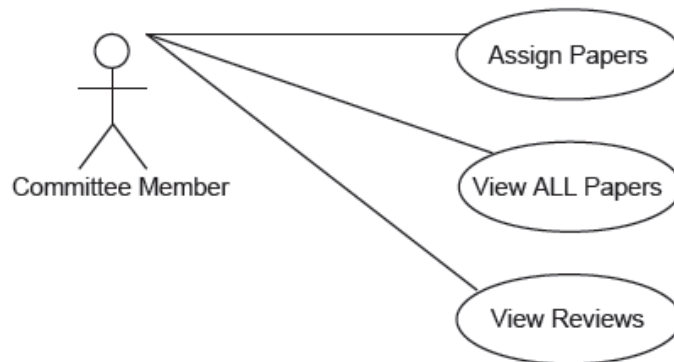 Assign Papers
Committee Member
View ALL Papers
View Reviews